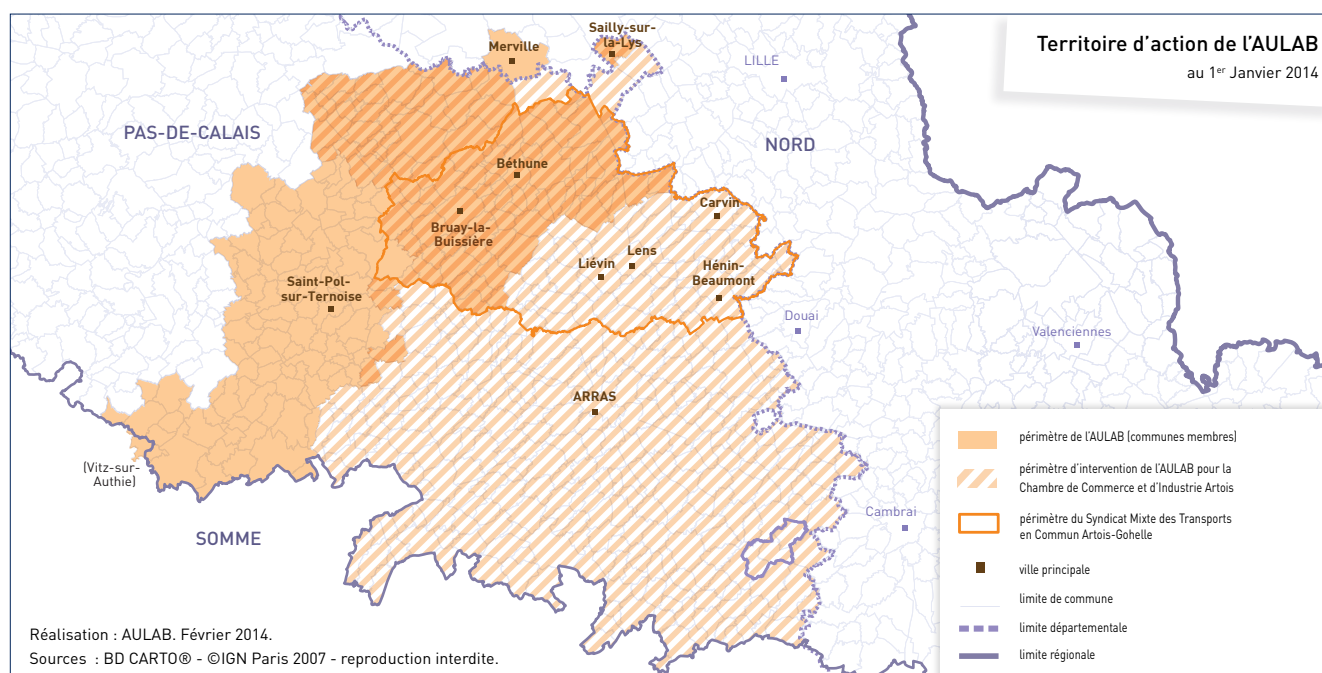 Territoire d'action de l'AULAB
au 1er Janvier 2014
Sailly-sur-
la-Lys
Merville
LILLE
PAS-DE-CALAIS
NORD
Béthune
Carvin
Bruay-la-
Buissière
Lens
Liévin
Hénin-
Beaumont
Saint-Pol-
sur-Ternoise
Douai
Valenciennes
ARRAS
(Vitz-sur-
Authie)
Cambrai
SOMME
périmètre de l'AULAB (communes membres)
périmètre d'intervention de l'AULAB pour la
Chambre de Commerce et d'Industrie Artois
périmètre du Syndicat Mixte des Transports
en Commun Artois-Gohelle
ville principale
limite de commune
limite départementale
limite régionale
Réalisation : AULAB. Février 2014.
Sources : BD CARTO® - ©IGN Paris 2007 - reproduction interdite.